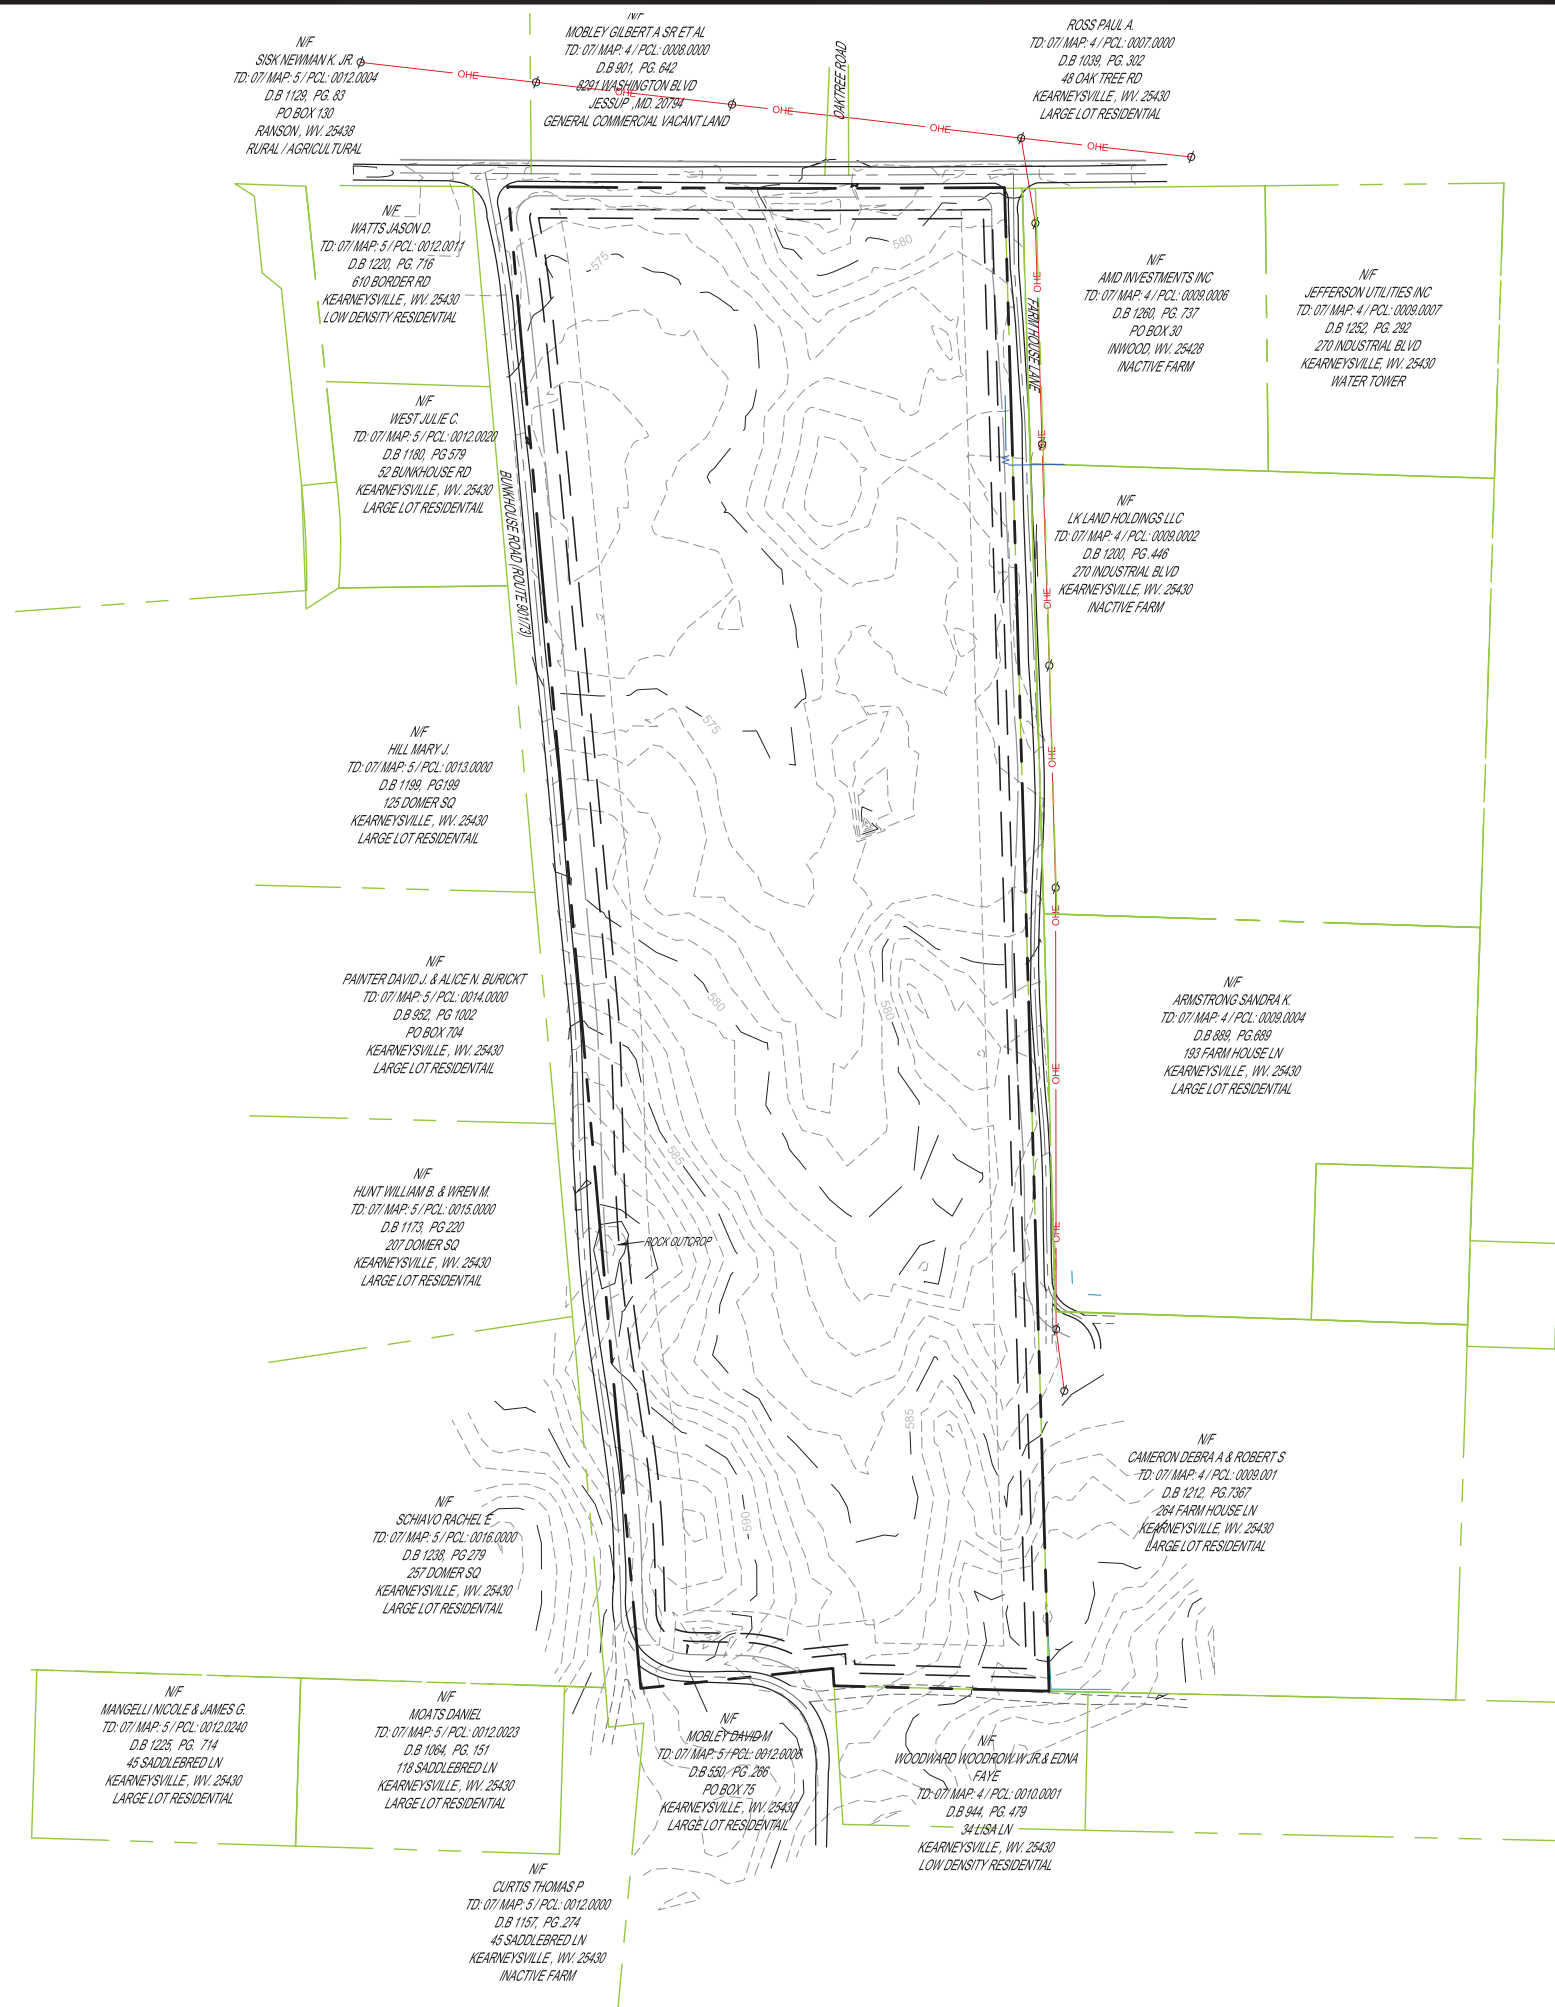 N/F
SISK NEWMAN K. JR.
TD: 07/ MAP: 5 / PCL: 0012.0004
D.B 1129, PG. 83
PO BOX 130
RANSON, WV. 25438
RURAL / AGRICULTURAL
N/F
MOBLEY GILBERT A SR ET AL
TD: 07/ MAP: 4 / PCL: 0008.0000
D.B 901, PG. 642
8291 WASHINGTON BLVD
JESSUP ,MD. 20794
GENERAL COMMERCIAL VACANT LAND
OAKTREE ROAD
ROSS PAUL A.
TD: 07/ MAP: 4 / PCL: 0007.0000
D.B 1039, PG. 302
48 OAK TREE RD
KEARNEYSVILLE , WV. 25430
LARGE LOT RESIDENTIAL
OHE
OHE
OHE
OHE
OHE
N/F
WATTS JASON D.
TD: 07/ MAP: 5 / PCL: 0012.0011
D.B 1220, PG. 716
610 BORDER RD
KEARNEYSVILLE , WV. 25430
LOW DENSITY RESIDENTIAL
575
580
OHE
FARM HOUSE LANE
N/F
AMD INVESTMENTS INC
TD: 07/ MAP: 4 / PCL: 0009.0006
D.B 1260, PG. 737
PO BOX 30
INWOOD, WV. 25428
INACTIVE FARM
N/F
JEFFERSON UTILITIES INC
TD: 07/ MAP: 4 / PCL: 0009.0007
D.B 1252, PG. 292
270 INDUSTRIAL BLVD
KEARNEYSVILLE, WV. 25430
WATER TOWER
N/F
WEST JULIE C.
TD: 07/ MAP: 5 / PCL: 0012.0020
D.B 1180, PG 579
52 BUNKHOUSE RD
KEARNEYSVILLE , WV. 25430
LARGE LOT RESIDENTAIL
BUNKHOUSE ROAD (ROUTE 901/73)
OHE
W
N/F
LK LAND HOLDINGS LLC
TD: 07/ MAP: 4 / PCL: 0009.0002
D.B 1200, PG .446
270 INDUSTRIAL BLVD
KEARNEYSVILLE, WV. 25430
INACTIVE FARM
OHE
N/F
HILL MARY J.
TD: 07/ MAP: 5 / PCL: 0013.0000
D.B 1199, PG199
125 DOMER SQ
KEARNEYSVILLE , WV. 25430
LARGE LOT RESIDENTAIL
575
OHE
OHE
N/F
PAINTER DAVID J. & ALICE N. BURICKT
TD: 07/ MAP: 5 / PCL: 0014.0000
D.B 952, PG 1002
PO BOX 704
KEARNEYSVILLE , WV. 25430
LARGE LOT RESIDENTAIL
580
580
OHE
N/F
ARMSTRONG SANDRA K.
TD: 07/ MAP: 4 / PCL: 0009.0004
D.B 889, PG.689
193 FARM HOUSE LN
KEARNEYSVILLE , WV. 25430
LARGE LOT RESIDENTIAL
585
N/F
HUNT WILLIAM B. & WREN M.
TD: 07/ MAP: 5 / PCL: 0015.0000
D.B 1173, PG 220
207 DOMER SQ
KEARNEYSVILLE , WV. 25430
LARGE LOT RESIDENTAIL
ROCK OUTCROP
OHE
585
590
N/F
CAMERON DEBRA A & ROBERT S
TD: 07/ MAP: 4 / PCL: 0009.001
D.B 1212, PG.7367
264 FARM HOUSE LN
KEARNEYSVILLE, WV. 25430
LARGE LOT RESIDENTIAL
N/F
SCHIAVO RACHEL E
TD: 07/ MAP: 5 / PCL: 0016.0000
D.B 1238, PG 279
257 DOMER SQ
KEARNEYSVILLE , WV. 25430
LARGE LOT RESIDENTAIL
N/F
MANGELLI NICOLE & JAMES G.
TD: 07/ MAP: 5 / PCL: 0012.0240
D.B 1225, PG. 714
45 SADDLEBRED LN
KEARNEYSVILLE , WV. 25430
LARGE LOT RESIDENTIAL
N/F
MOATS DANIEL
TD: 07/ MAP: 5 / PCL: 0012.0023
D.B 1064, PG. 151
118 SADDLEBRED LN
KEARNEYSVILLE , WV. 25430
LARGE LOT RESIDENTIAL
N/F
MOBLEY DAVID M
TD: 07/ MAP: 5 / PCL: 0012.0006
D.B 550, PG .266
PO BOX 75
KEARNEYSVILLE , WV. 25430
LARGE LOT RESIDENTAIL
N/F
WOODWARD WOODROW W JR.& EDNA
FAYE
TD: 07/ MAP: 4 / PCL: 0010.0001
D.B 944, PG. 479
34 LISA LN
KEARNEYSVILLE , WV. 25430
LOW DENSITY RESIDENTIAL
N/F
CURTIS THOMAS P
TD: 07/ MAP: 5 / PCL: 0012.0000
D.B 1157, PG .274
45 SADDLEBRED LN
KEARNEYSVILLE , WV. 25430
INACTIVE FARM